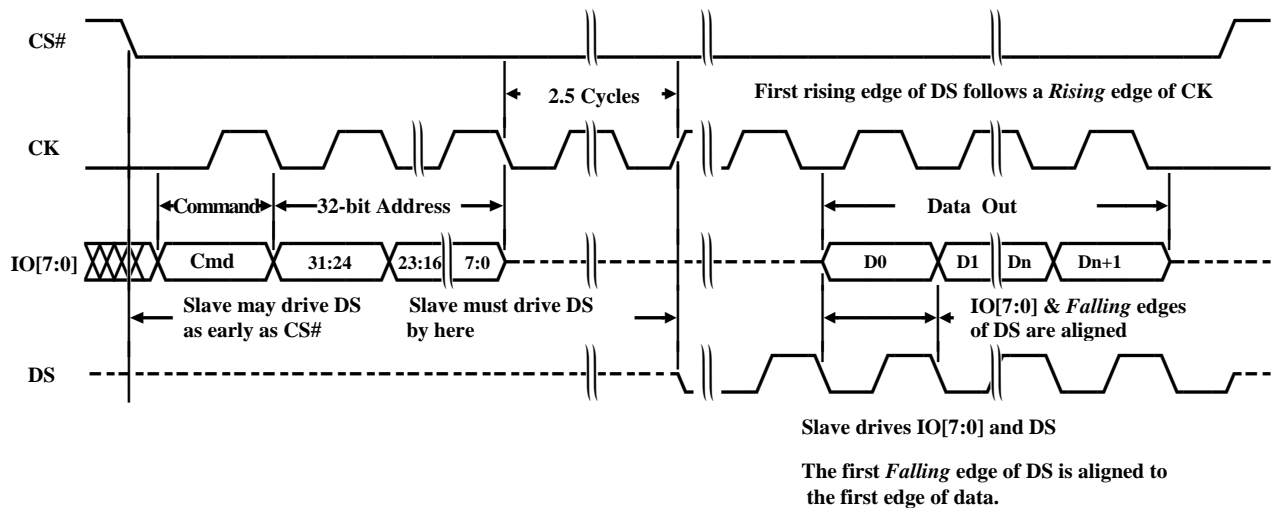 CS#
2.5 Cycles
First rising edge of DS follows a Rising edge of CK
CK
Command
32-bit Address
Data Out
IO[7:0]
Cmd
31:24
23:16
7:0
D0
D1
Dn
Dn+1
Slave may drive DS
as early as CS#
Slave must drive DS
by here
IO[7:0] & Falling edges
of DS are aligned
DS
Slave drives IO[7:0] and DS
The first Falling edge of DS is aligned to
the first edge of data.